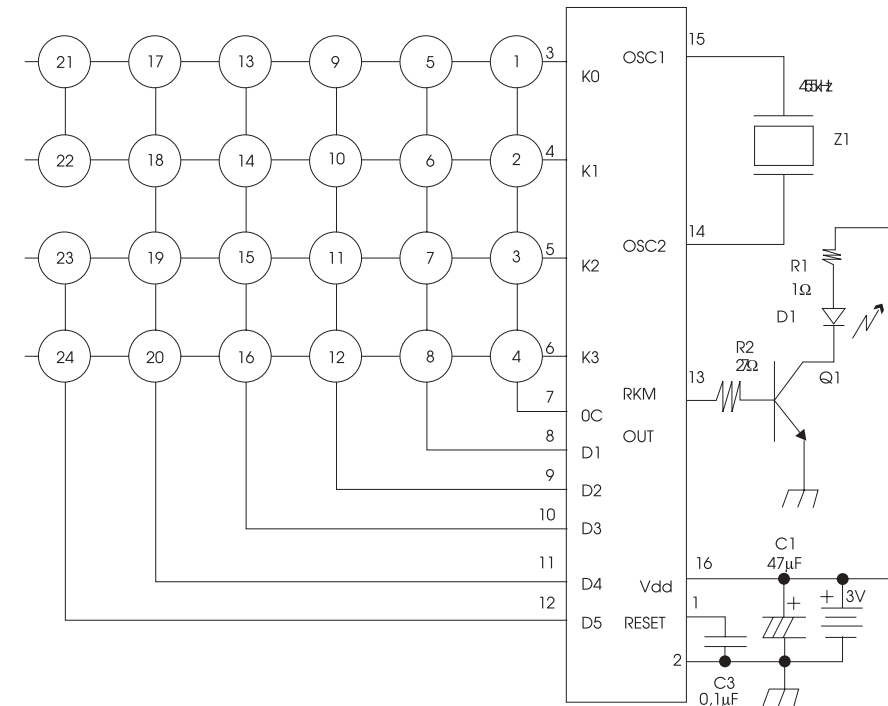 21 17 13 9 5 1 3 K0 OSC1 15
22 18 14 10 6 2 4 K1
Z1
23 19 15 11 7 3 5 K2 OSC2 14
R1
1Ω
D1
24 20 16 12 8 4 6 K3
R2
Q1
13
RKM
7 0C
8 OUT
D1
9 D2
10 D3
11 D4
12 D5
C1
47µF
16 Vdd
+ + 3V
1 RESET
2
C3
0,1µF